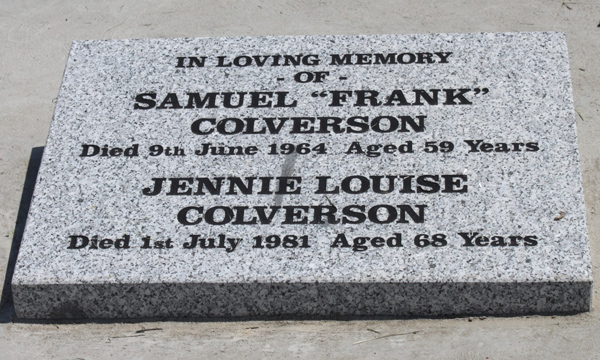 IN LOVING MEMORY
- OF -
SAMUEL "FRANK"
COLVERSON
Died 9th June 1964 Aged 59 Years
JENNIE LOUISE
COLVERSON
Died 1st July 1981 Aged 68 Years